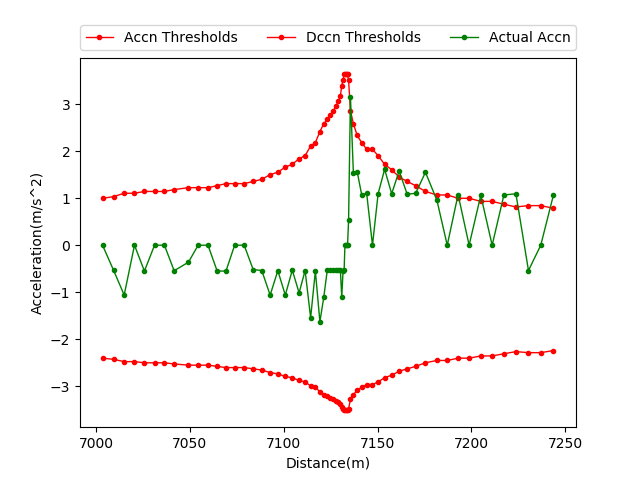 Accn Thresholds Dccn Thresholds Actual Accn
Acceleration(m/s^2)
3
2
1
0
−1
−2
−3
7000 7050 7100 7150 7200 7250
Distance(m)